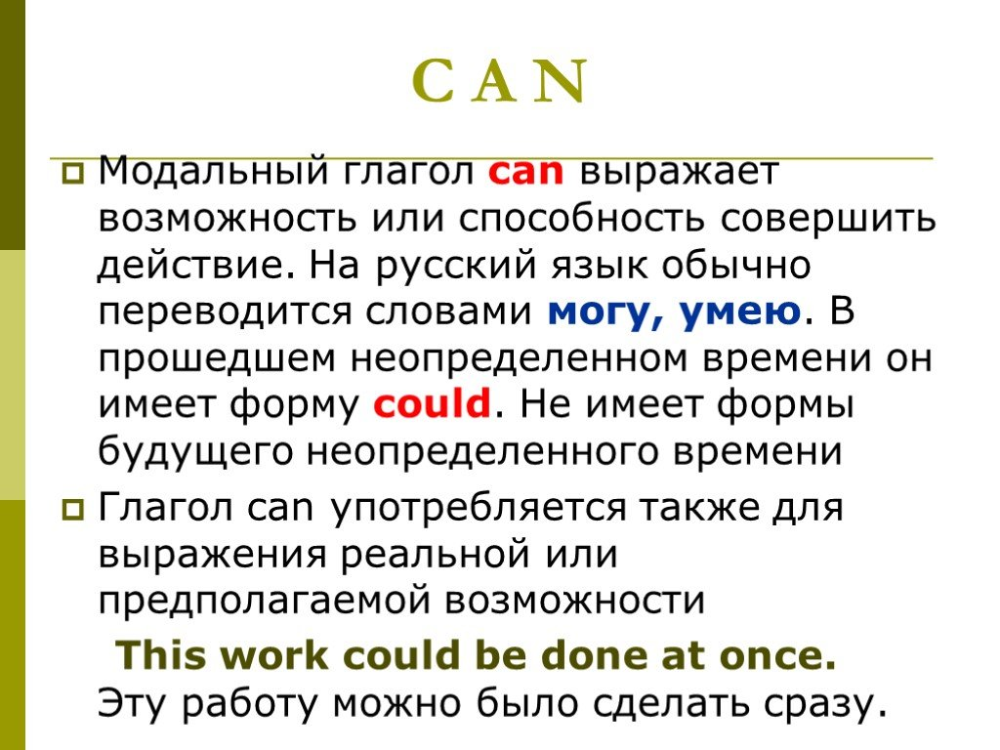 C A N
Модальный глагол can выражает
возможность или способность совершить
действие. На русский язык обычно
переводится словами могу, умею. В
прошедшем неопределенном времени он
имеет форму could. Не имеет формы
будущего неопределенного времени
Глагол can употребляется также для
выражения реальной или
предполагаемой возможности
This work could be done at once.
Эту работу можно было сделать сразу.